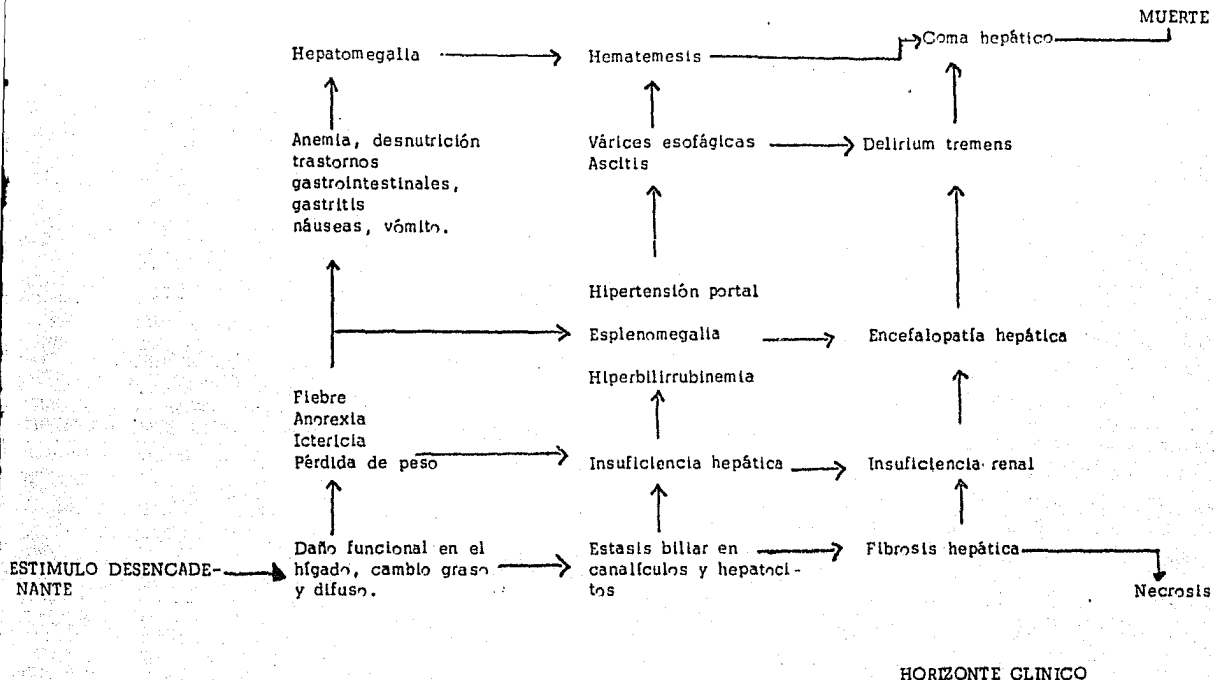 MUERTE
Hepatomegalia
Hematemesis
Coma hepático
Anemia, desnutrición
trastornos
gastrointestinales,
gastritis
náuseas, vómito.
Várices esofágicas
Ascitis
Delirium tremens
Hipertensión portal
Esplenomegalia
Encefalopatía hepática
Hiperbilirrubinemia
Fiebre
Anorexia
Ictericia
Pérdida de peso
Insuficiencia hepática
Insuficiencia renal
ESTIMULO DESENCADE-
NANTE
Daño funcional en el
hígado, cambio graso
y difuso.
Estasis biliar en
canalículos y hepatoci-
tos
Fibrosis hepática
Necrosis
HORIZONTE CLINICO